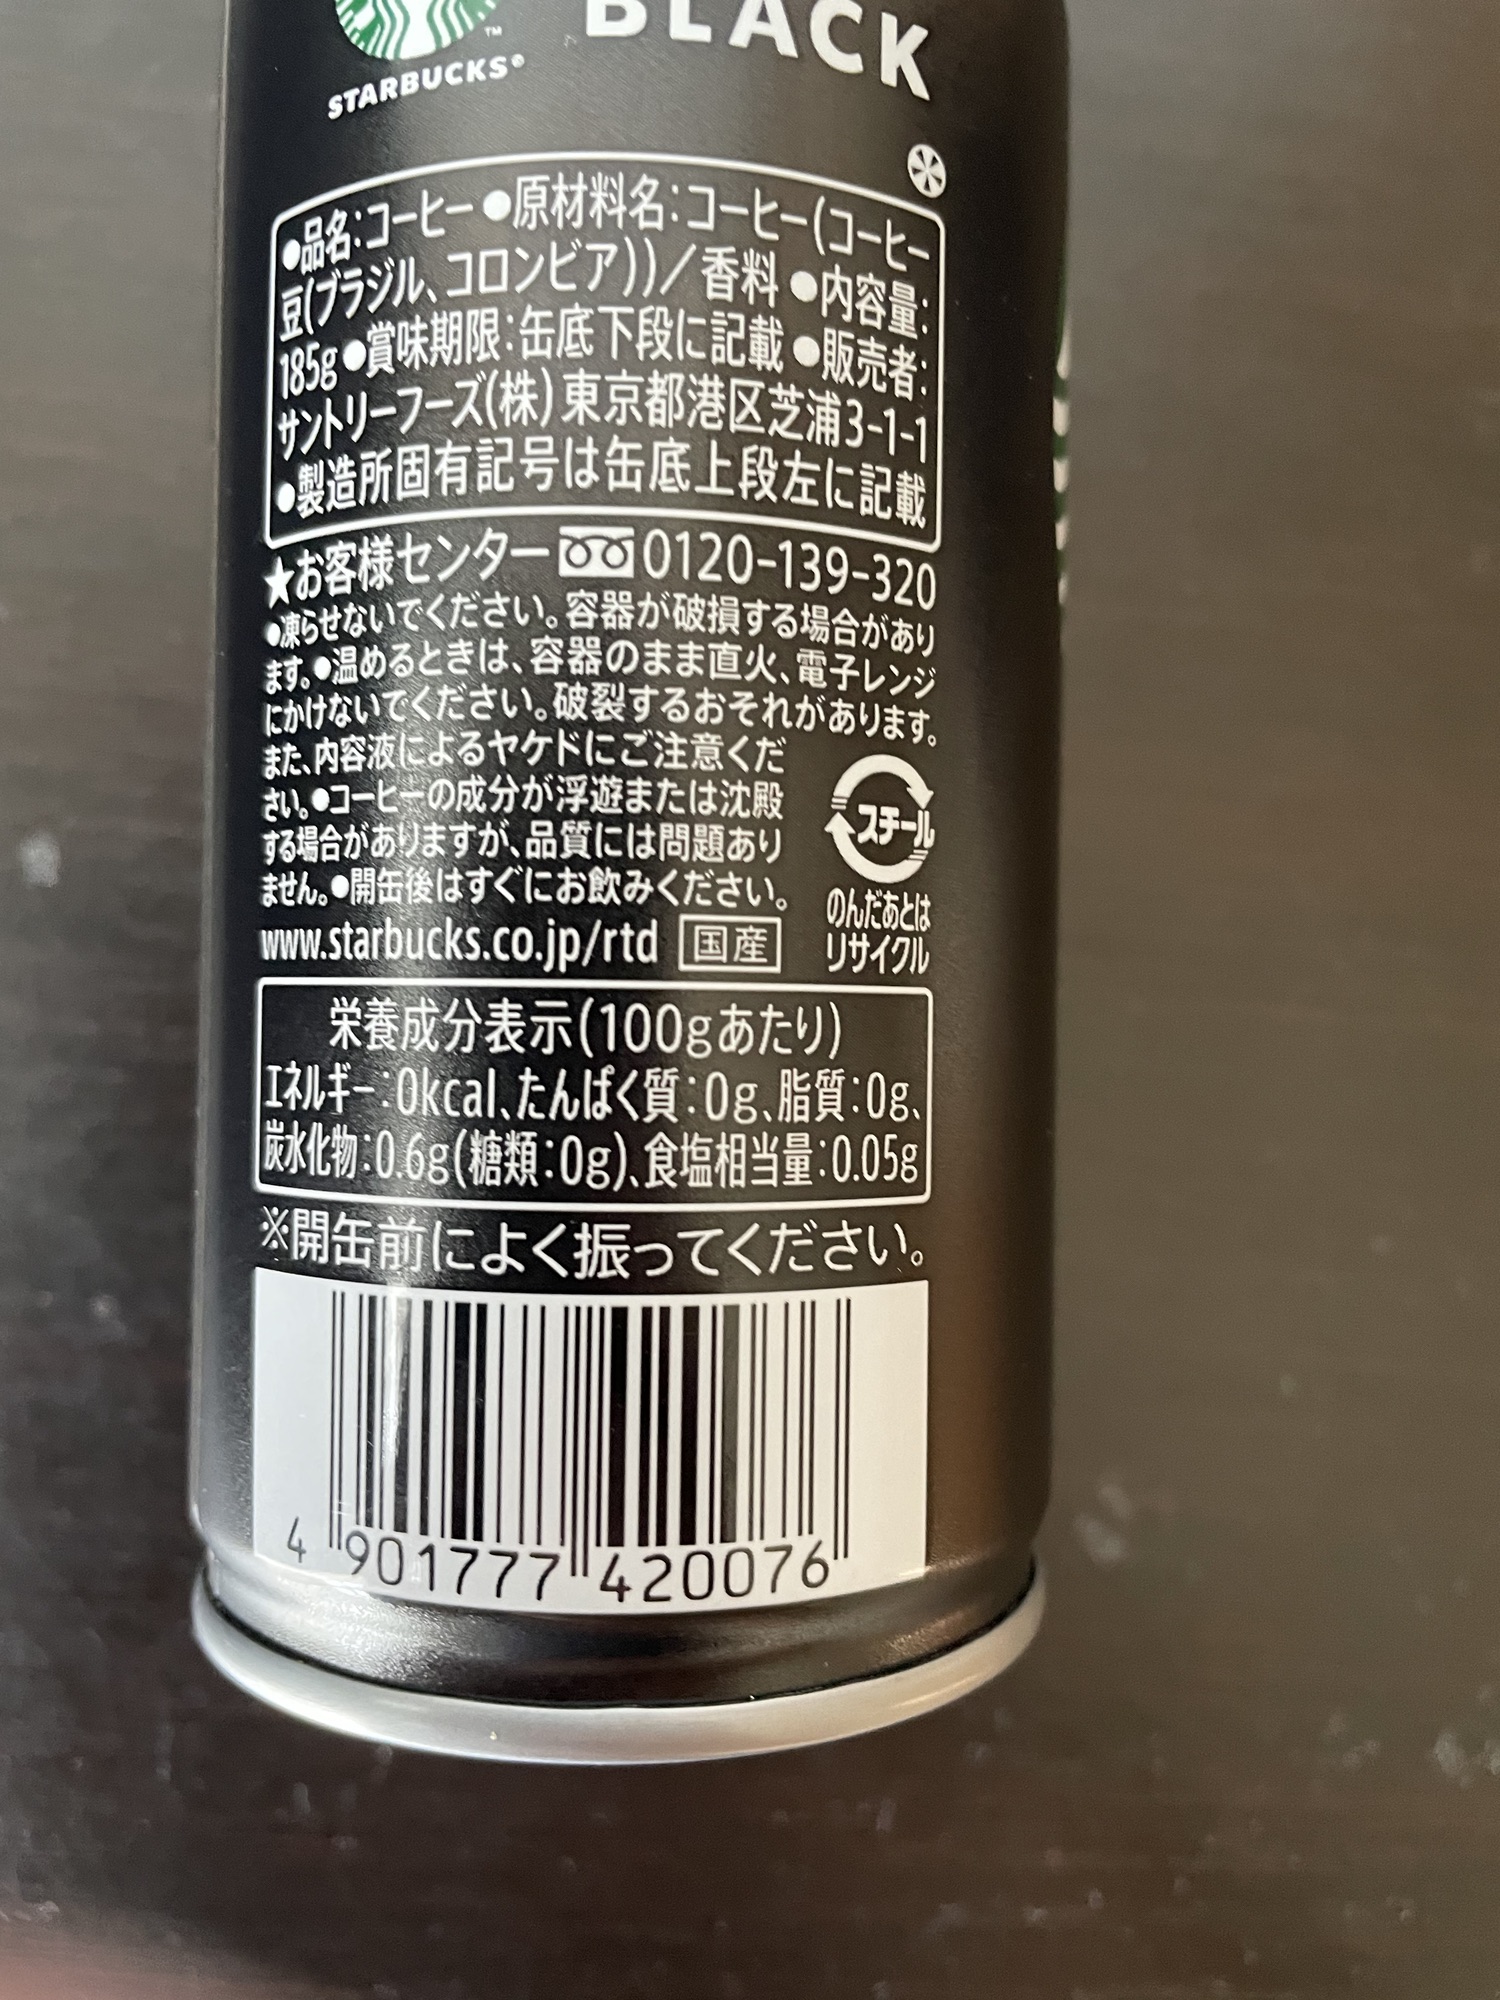 BLACK
™
STARBUCKS®
●品名:コーヒー ●原材料名:コーヒー(コーヒー
豆(ブラジル、コロンビア))/香料 ●内容量:
185g ●賞味期限:缶底下段に記載 ●販売者:
サントリーフーズ(株) 東京都港区芝浦3-1-1
●製造所固有記号は缶底上段左に記載
★お客様センター 0120-139-320
●凍らせないでください。容器が破損する場合があり
ます。●温めるときは、容器のまま直火、電子レンジ
にかけないでください。破裂するおそれがあります。
また、内容液によるヤケドにご注意くだ
さい。●コーヒーの成分が浮遊または沈殿
する場合がありますが、品質には問題あり
ません。●開缶後はすぐにお飲みください。
スチール
のんだあとは
リサイクル
www.starbucks.co.jp/rtd 国産
栄養成分表示(100gあたり)
エネルギー:0kcal、たんぱく質:0g、脂質:0g、
炭水化物:0.6g(糖類:0g)、食塩相当量:0.05g
※開缶前によく振ってください。
4 901777 420076